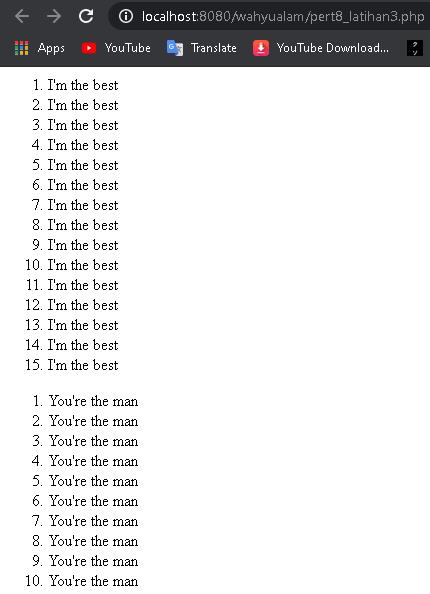 localhost:8080/wahyualam/pert8_latihan3.php
Apps YouTube Translate YouTube Download...
1. I'm the best
2. I'm the best
3. I'm the best
4. I'm the best
5. I'm the best
6. I'm the best
7. I'm the best
8. I'm the best
9. I'm the best
10. I'm the best
11. I'm the best
12. I'm the best
13. I'm the best
14. I'm the best
15. I'm the best
1. You're the man
2. You're the man
3. You're the man
4. You're the man
5. You're the man
6. You're the man
7. You're the man
8. You're the man
9. You're the man
10. You're the man